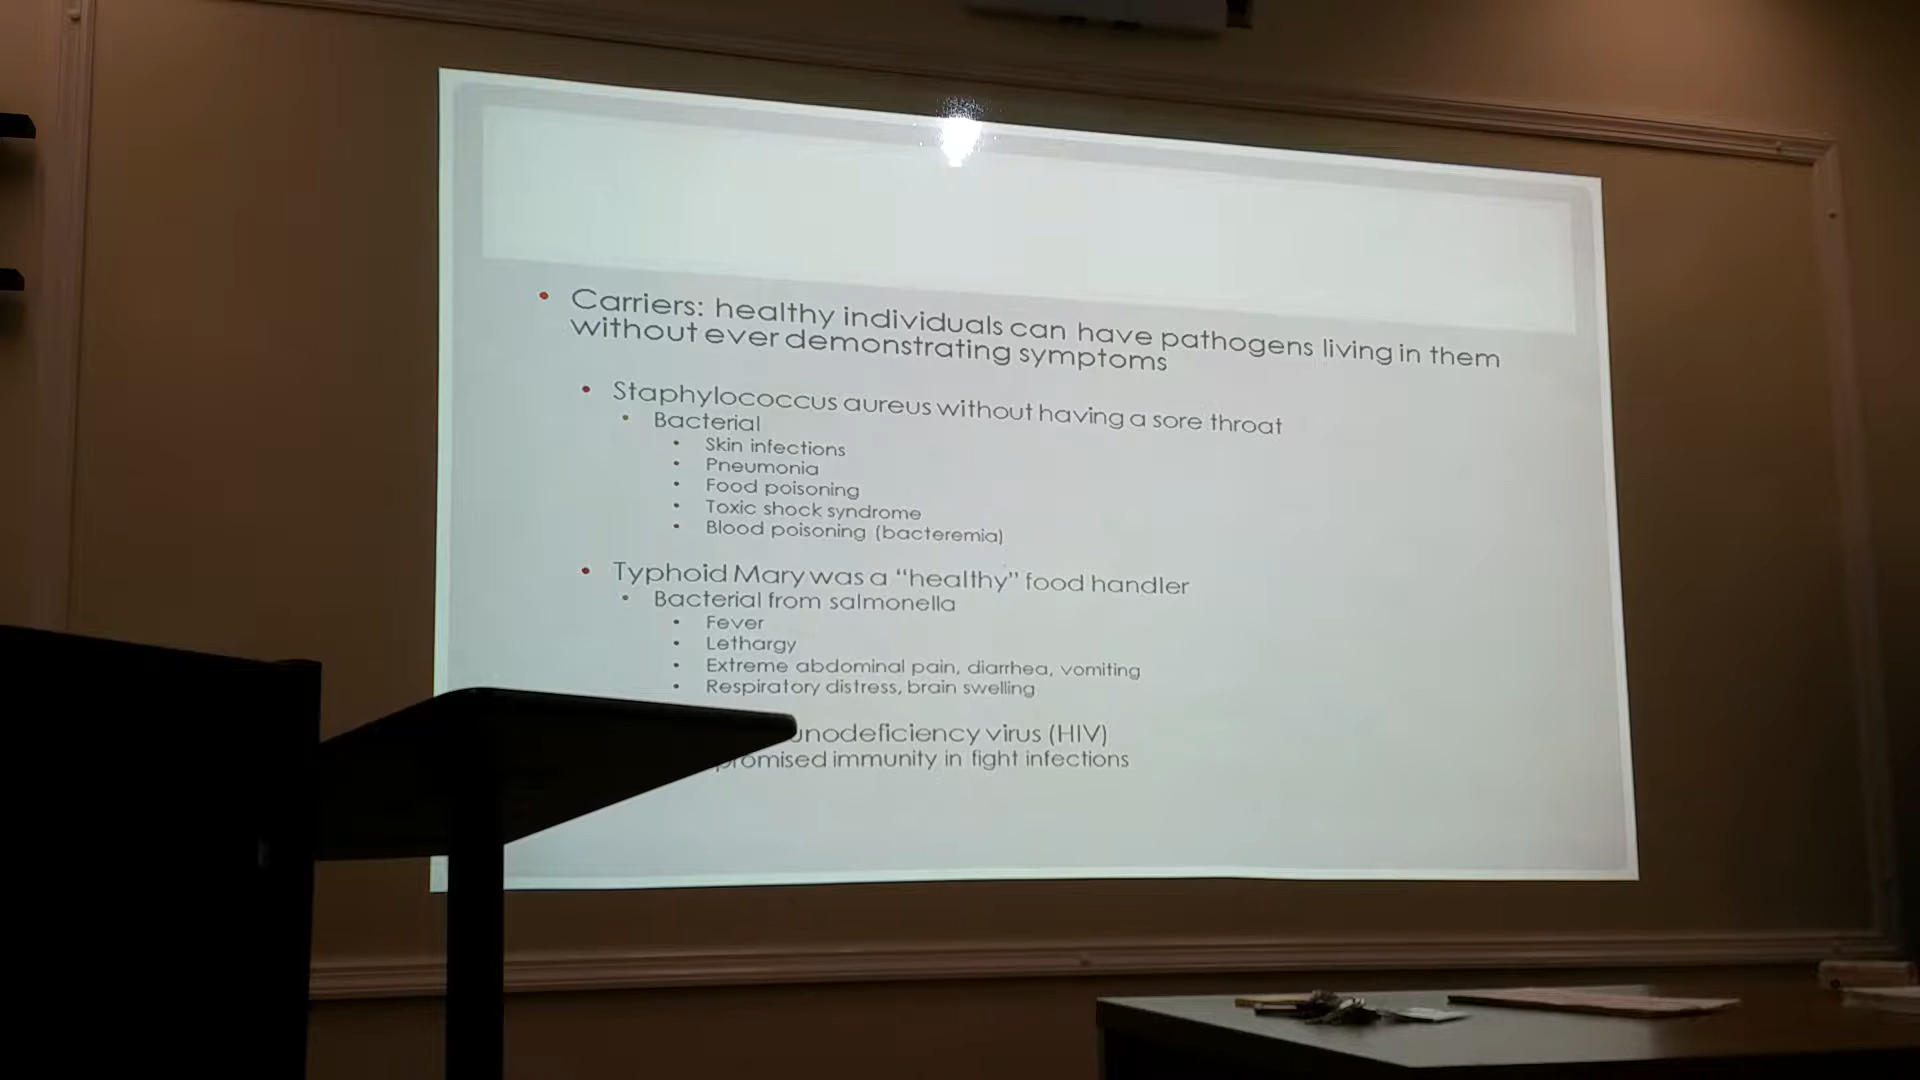 • Carriers: healthy individuals can have pathogens living in them
without ever demonstrating symptoms
• Staphylococcus aureus without having a sore throat
• Bacterial
• Skin infections
• Pneumonia
• Food poisoning
• Toxic shock syndrome
• Blood poisoning (bacteremia)
• Typhoid Mary was a “healthy” food handler
• Bacterial from salmonella
• Fever
• Lethargy
• Extreme abdominal pain, diarrhea, vomiting
• Respiratory distress, brain swelling
virus (HIV)
immunity in fight infections